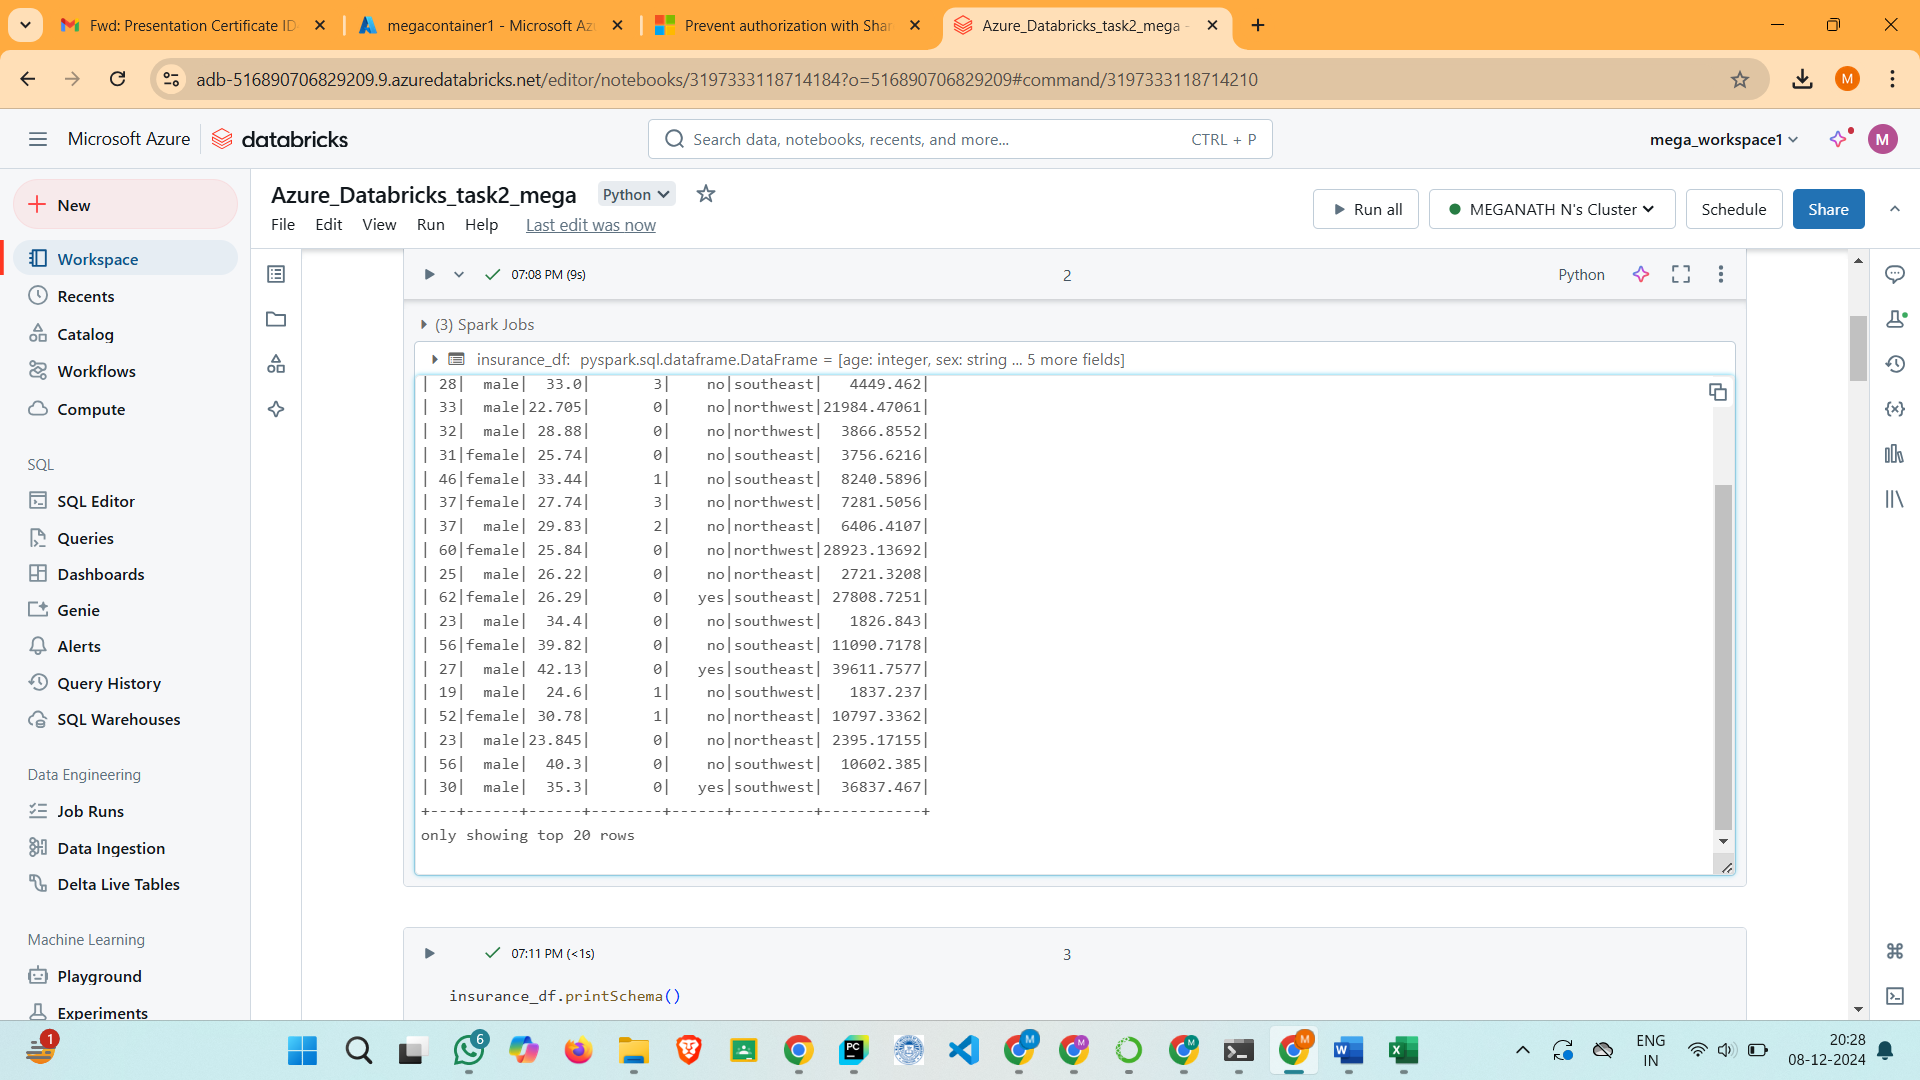 Fwd: Presentation Certificate ID-
megacontainer1 - Microsoft Azu
Prevent authorization with Shar
Azure_Databricks_task2_mega -
adb-516890706829209.9.azuredatabricks.net/editor/notebooks/3197333118714184?o=516890706829209#command/3197333118714210
M
Microsoft Azure
databricks
Search data, notebooks, recents, and more...
CTRL + P
mega_workspace1
M
New
Workspace
Recents
Catalog
Workflows
Compute
SQL
SQL Editor
Queries
Dashboards
Genie
Alerts
Query History
SQL Warehouses
Data Engineering
Job Runs
Data Ingestion
Delta Live Tables
Machine Learning
Playground
Experiments
Azure_Databricks_task2_mega
Python
File Edit View Run Help Last edit was now
Run all
MEGANATH N's Cluster
Schedule
Share
07:08 PM (9s)
2
Python
(3) Spark Jobs
insurance_df: pyspark.sql.dataframe.DataFrame = [age: integer, sex: string ... 5 more fields]
| 28|  male|  33.0|       3|    no|southeast|   4449.462|
| 33|  male|22.705|       0|    no|northwest|21984.47061|
| 32|  male| 28.88|       0|    no|northwest|  3866.8552|
| 31|female| 25.74|       0|    no|southeast|  3756.6216|
| 46|female| 33.44|       1|    no|southeast|  8240.5896|
| 37|female| 27.74|       3|    no|northwest|  7281.5056|
| 37|  male| 29.83|       2|    no|northeast|  6406.4107|
| 60|female| 25.84|       0|    no|northwest|28923.13692|
| 25|  male| 26.22|       0|    no|northeast|  2721.3208|
| 62|female| 26.29|       0|   yes|southeast| 27808.7251|
| 23|  male|  34.4|       0|    no|southwest|   1826.843|
| 56|female| 39.82|       0|    no|southeast| 11090.7178|
| 27|  male| 42.13|       0|   yes|southeast| 39611.7577|
| 19|  male|  24.6|       1|    no|southwest|   1837.237|
| 52|female| 30.78|       1|    no|northeast| 10797.3362|
| 23|  male|23.845|       0|    no|northeast| 2395.17155|
| 56|  male|  40.3|       0|    no|southwest|  10602.385|
| 30|  male|  35.3|       0|   yes|southwest|  36837.467|
+---+------+------+--------+------+---------+-----------+
only showing top 20 rows
07:11 PM (<1s)
3
insurance_df.printSchema()
1
6
PC
M
M
M
M
W
X
ENG
IN
20:28
08-12-2024